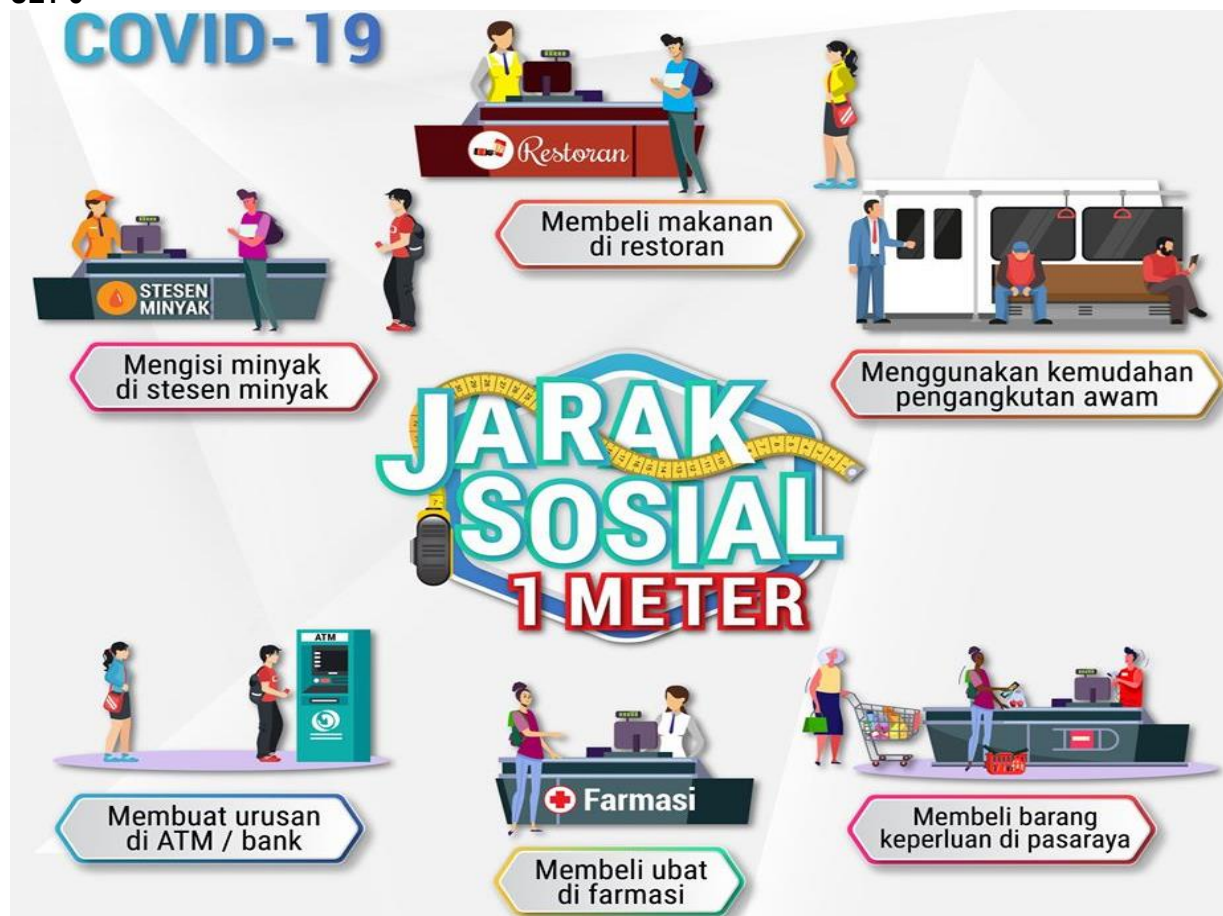 COVID-19
Restoran
Membeli makanan
di restoran
STESEN
MINYAK
Mengisi minyak
di stesen minyak
Menggunakan kemudahan
pengangkutan awam
JARAK
SOSIAL
1 METER
ATM
Membuat urusan
di ATM / bank
Farmasi
Membeli ubat
di farmasi
Membeli barang
keperluan di pasaraya